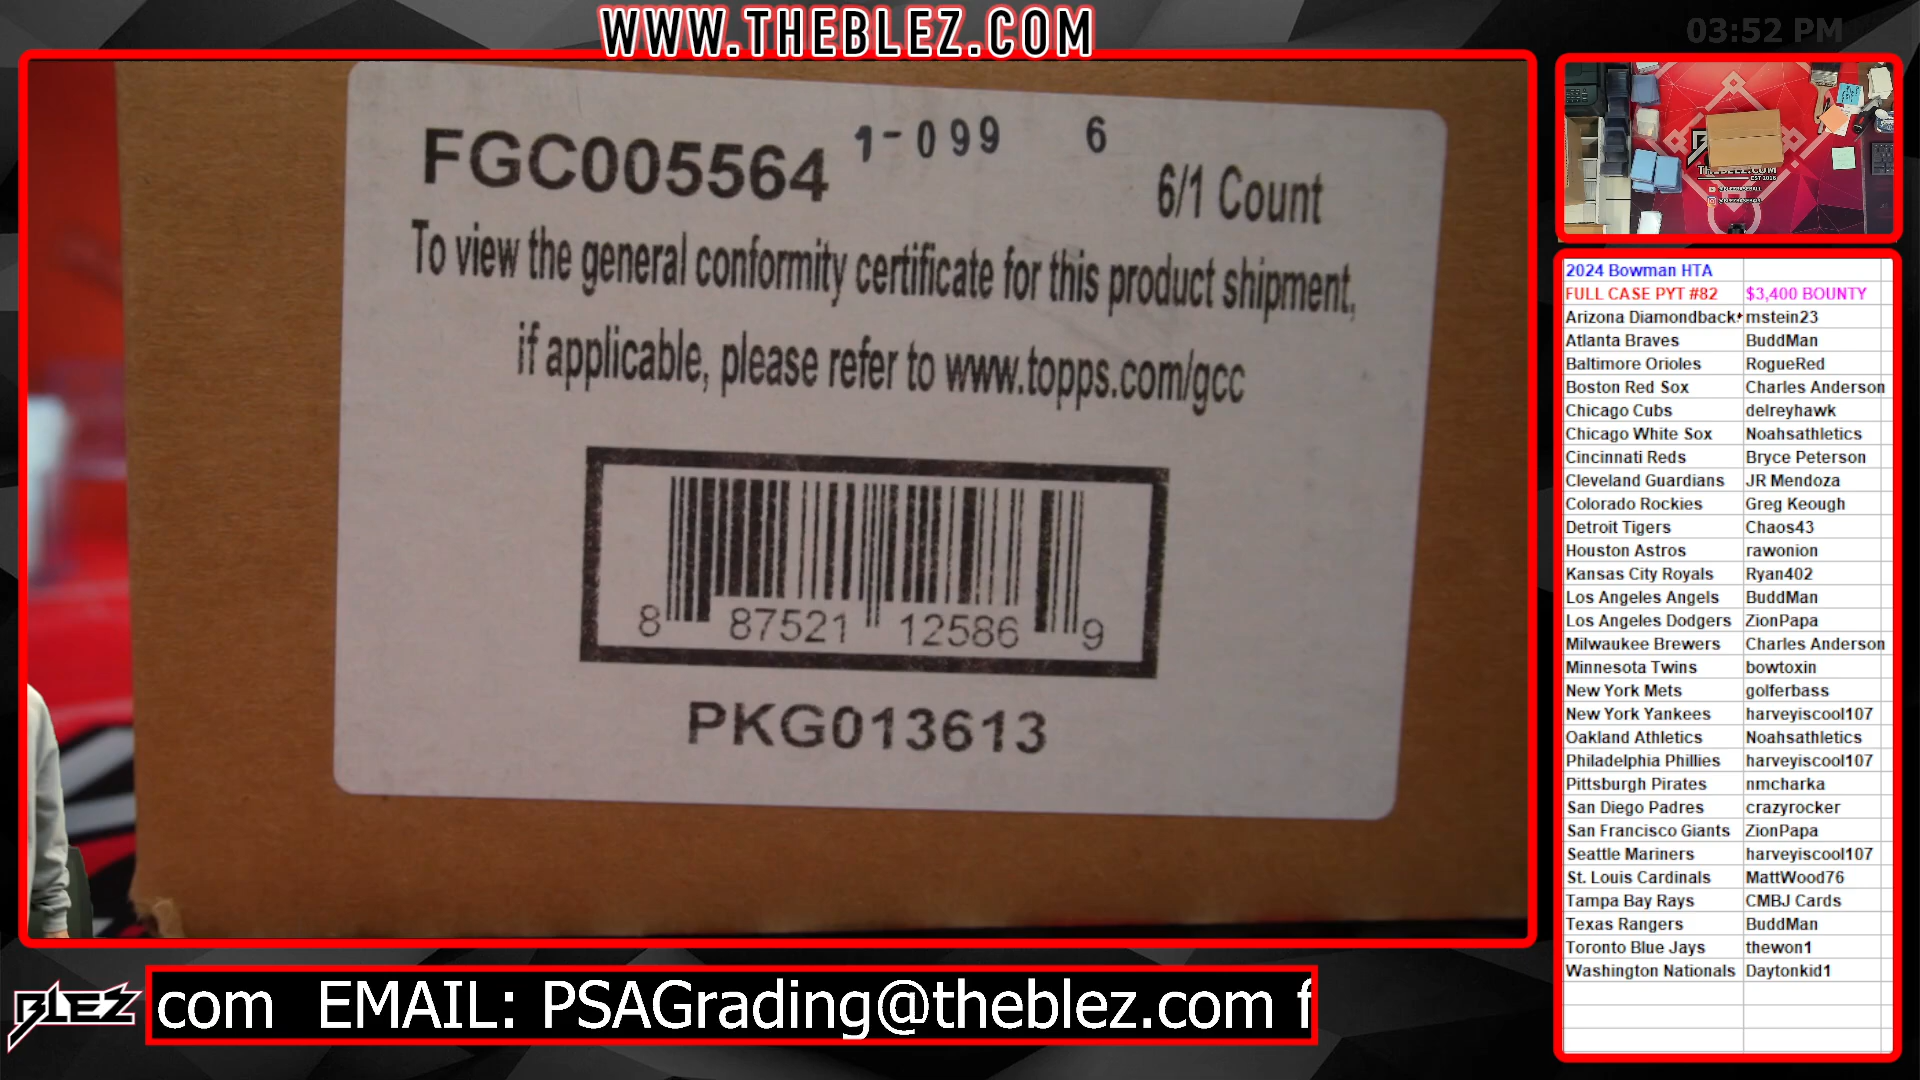 WWW.THEBLEZ.COM
03:52 PM
FGC005564
1-099 6
6/1 Count
To view the general conformity certificate for this product shipment,
if applicable, please refer to www.topps.com/gcc
8 87521 12586 9
PKG013613
THEBLEZ.COM
2024 Bowman HTA
FULL CASE PYT #82 $3,400 BOUNTY
Arizona Diamondback mstein23
Atlanta Braves BuddMan
Baltimore Orioles RogueRed
Boston Red Sox Charles Anderson
Chicago Cubs delreyhawk
Chicago White Sox Noahsathletics
Cincinnati Reds Bryce Peterson
Cleveland Guardians JR Mendoza
Colorado Rockies Greg Keough
Detroit Tigers Chaos43
Houston Astros rawonion
Kansas City Royals Ryan402
Los Angeles Angels BuddMan
Los Angeles Dodgers ZionPapa
Milwaukee Brewers Charles Anderson
Minnesota Twins bowtoxin
New York Mets golferbass
New York Yankees harveyiscool107
Oakland Athletics Noahsathletics
Philadelphia Phillies harveyiscool107
Pittsburgh Pirates nmcharka
San Diego Padres crazyrocker
San Francisco Giants ZionPapa
Seattle Mariners harveyiscool107
St. Louis Cardinals MattWood76
Tampa Bay Rays CMBJ Cards
Texas Rangers BuddMan
Toronto Blue Jays thewon1
Washington Nationals Daytonkid1
BLEZ
com EMAIL: PSAGrading@theblez.com f